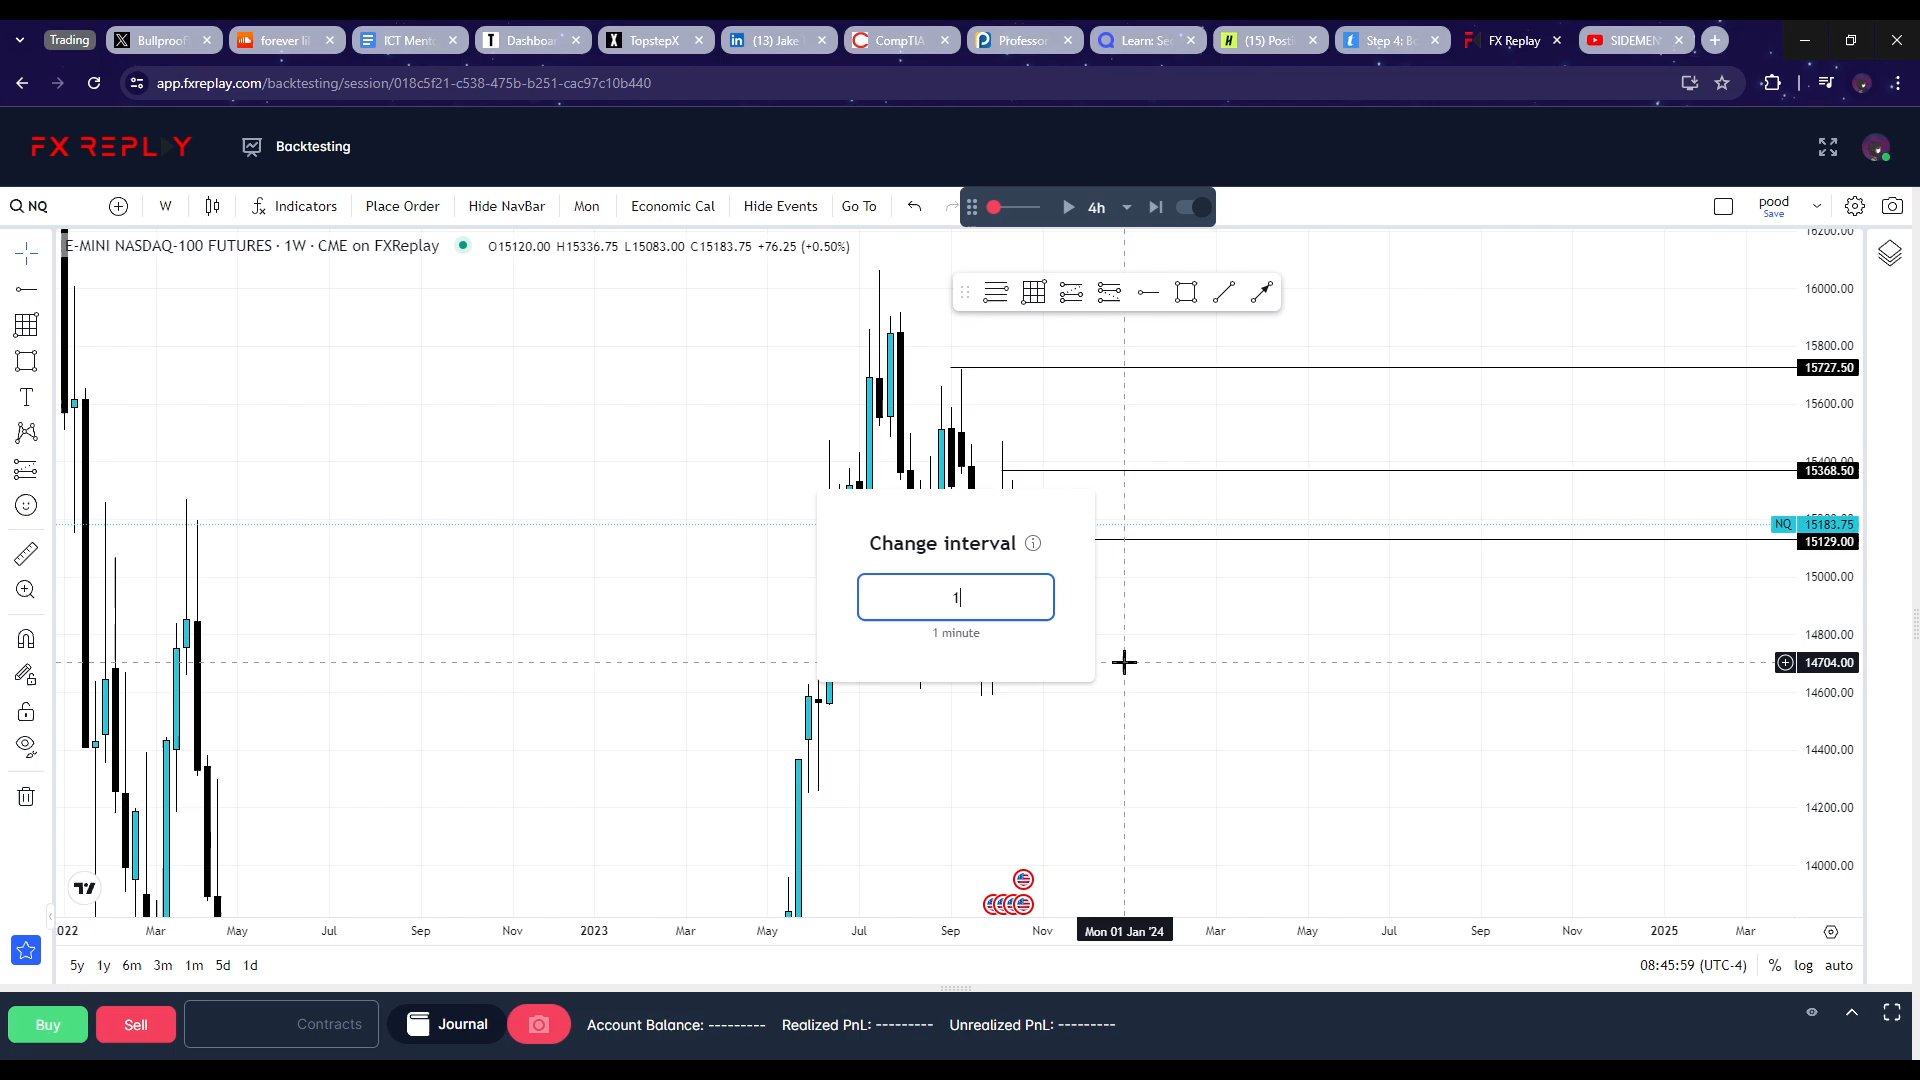 Trading
Bullproof
forever li
ICT Ment
Dashboar
TopstepX
(13) Jake
CompTIA
Professor
Learn: Sec
(15) Posti
Step 4: B
FX Replay
SIDEMEN
app.fxreplay.com/backtesting/session/018c5f21-c538-475b-b251-cac97c10b440
FX REPLAY
Backtesting
NQ
W
Indicators
Place Order
Hide NavBar
Mon
Economic Cal
Hide Events
Go To
4h
pood
Save
E-MINI NASDAQ-100 FUTURES · 1W · CME on FXReplay
O15120.00 H15336.75 L15083.00 C15183.75 +76.25 (+0.50%)
16200.00
16000.00
15800.00
15727.50
15600.00
15400.00
15368.50
NQ 15183.75
15129.00
15000.00
14800.00
14704.00
14600.00
14400.00
14200.00
14000.00
Change interval
1
1 minute
2022
Mar
May
Jul
Sep
Nov
2023
Mar
May
Jul
Sep
Nov
Mon 01 Jan '24
Mar
May
Jul
Sep
Nov
2025
Mar
5y 1y 6m 3m 1m 5d 1d
08:45:59 (UTC-4)
% log auto
Buy
Sell
Contracts
Journal
Account Balance: ---------
Realized PnL: ---------
Unrealized PnL: ---------